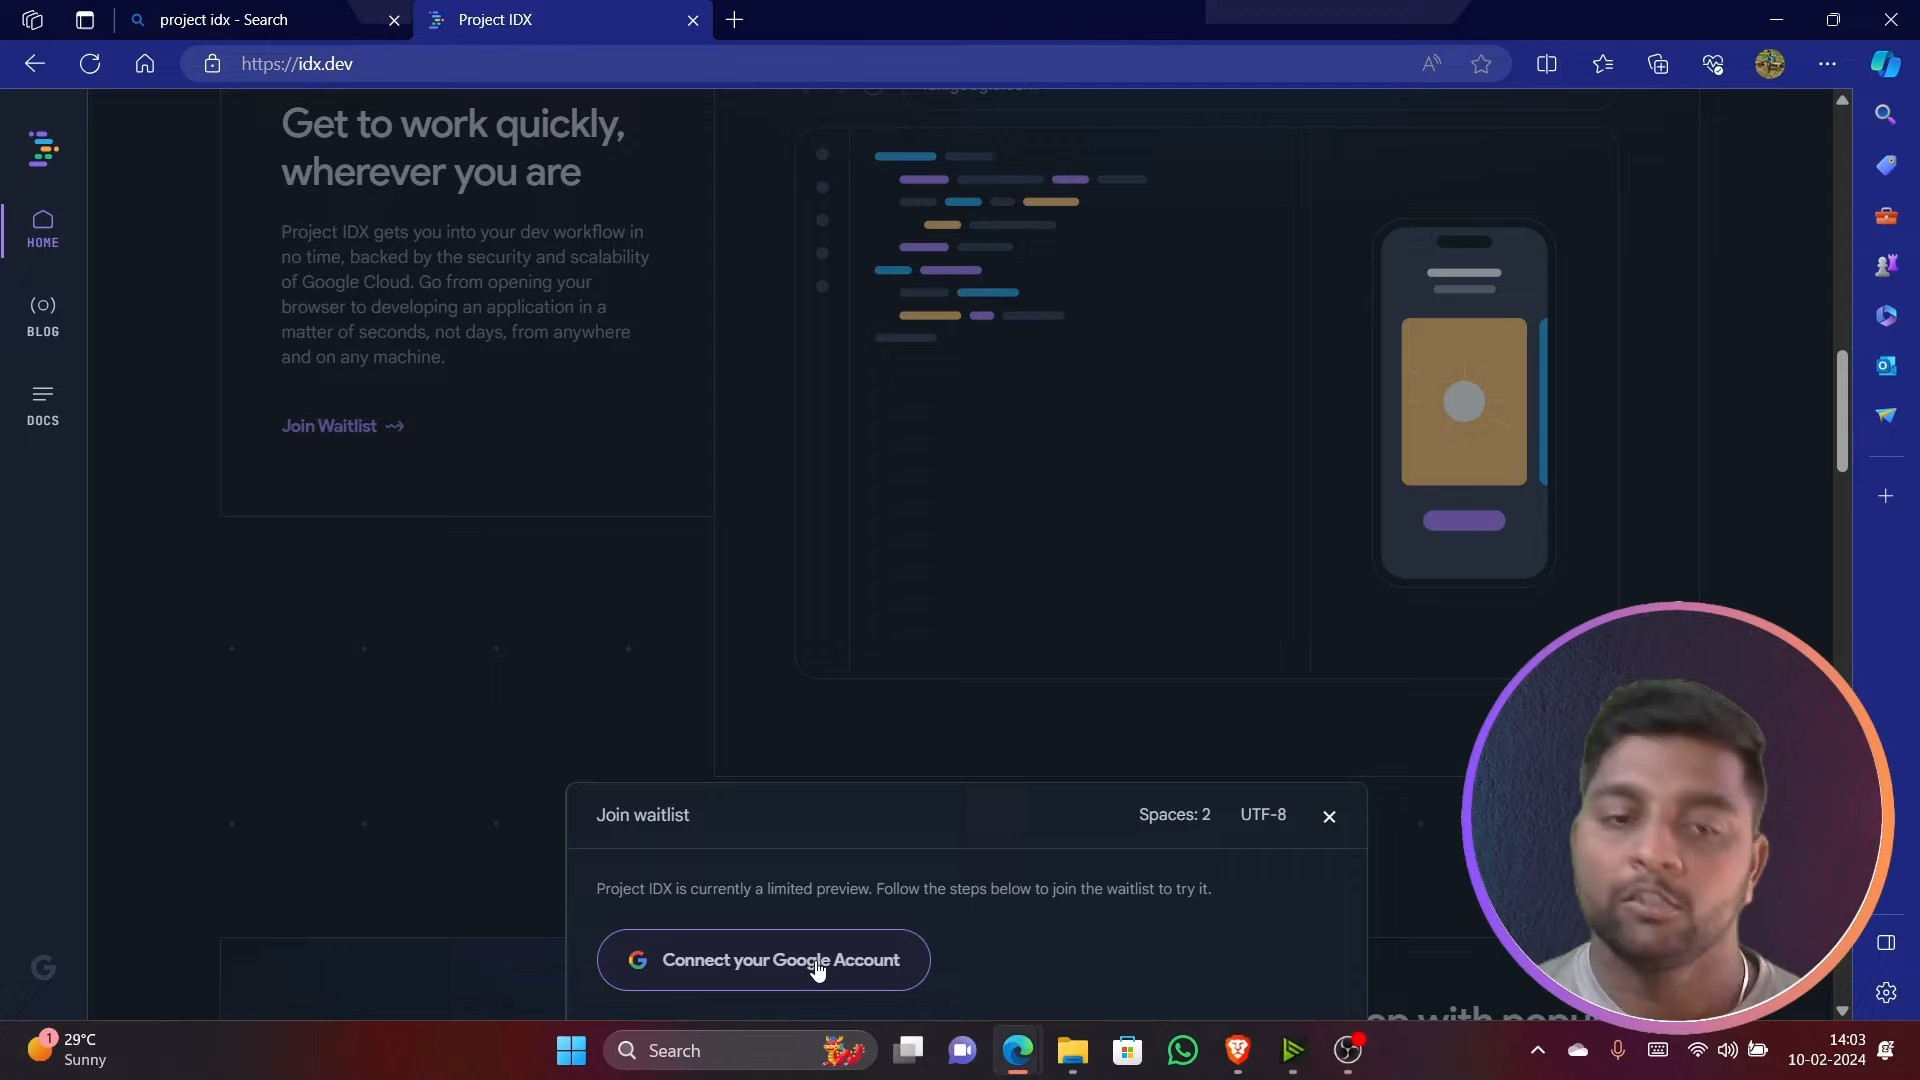 project idx - Search
Project IDX
https://idx.dev
Get to work quickly,
wherever you are
Project IDX gets you into your dev workflow in
no time, backed by the security and scalability
of Google Cloud. Go from opening your
browser to developing an application in a
matter of seconds, not days, from anywhere
and on any machine.
Join Waitlist
HOME
BLOG
DOCS
Join waitlist
Spaces: 2
UTF-8
Project IDX is currently a limited preview. Follow the steps below to join the waitlist to try it.
Connect your Google Account
1
29°C
Sunny
Search
14:03
10-02-2024